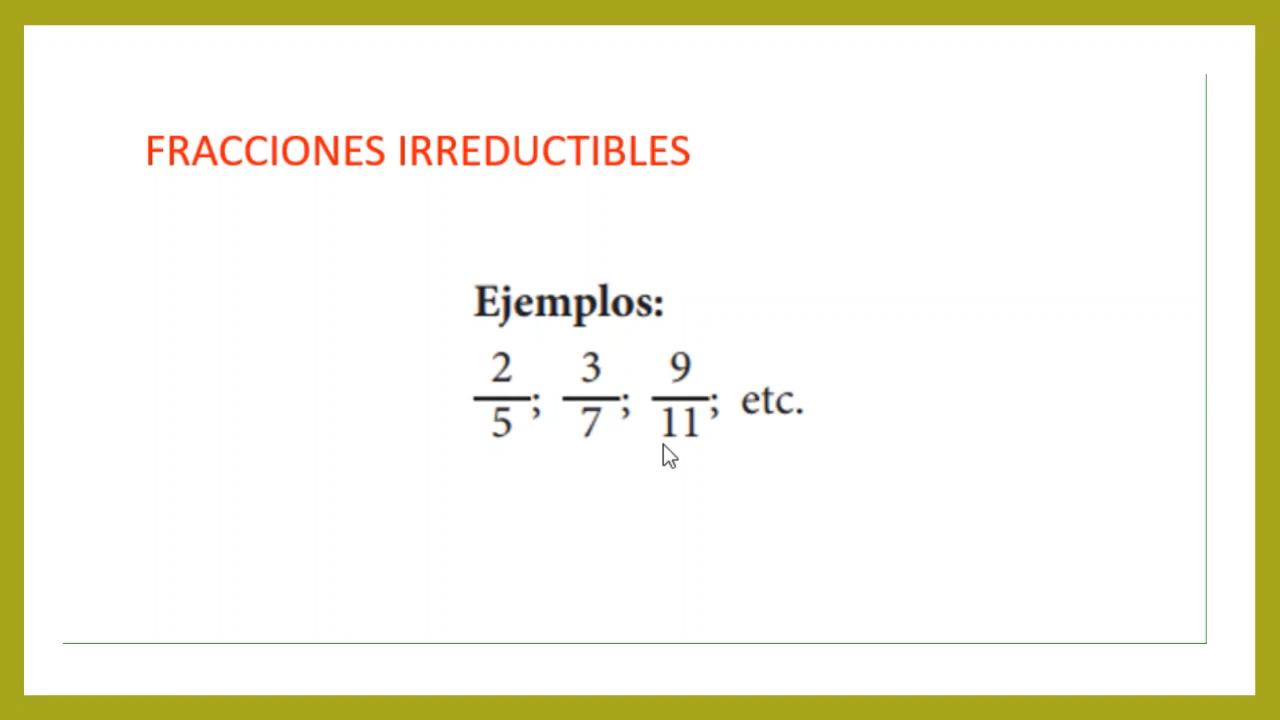 FRACCIONES IRREDUCTIBLES
Ejemplos:
2/5; 3/7; 9/11; etc.